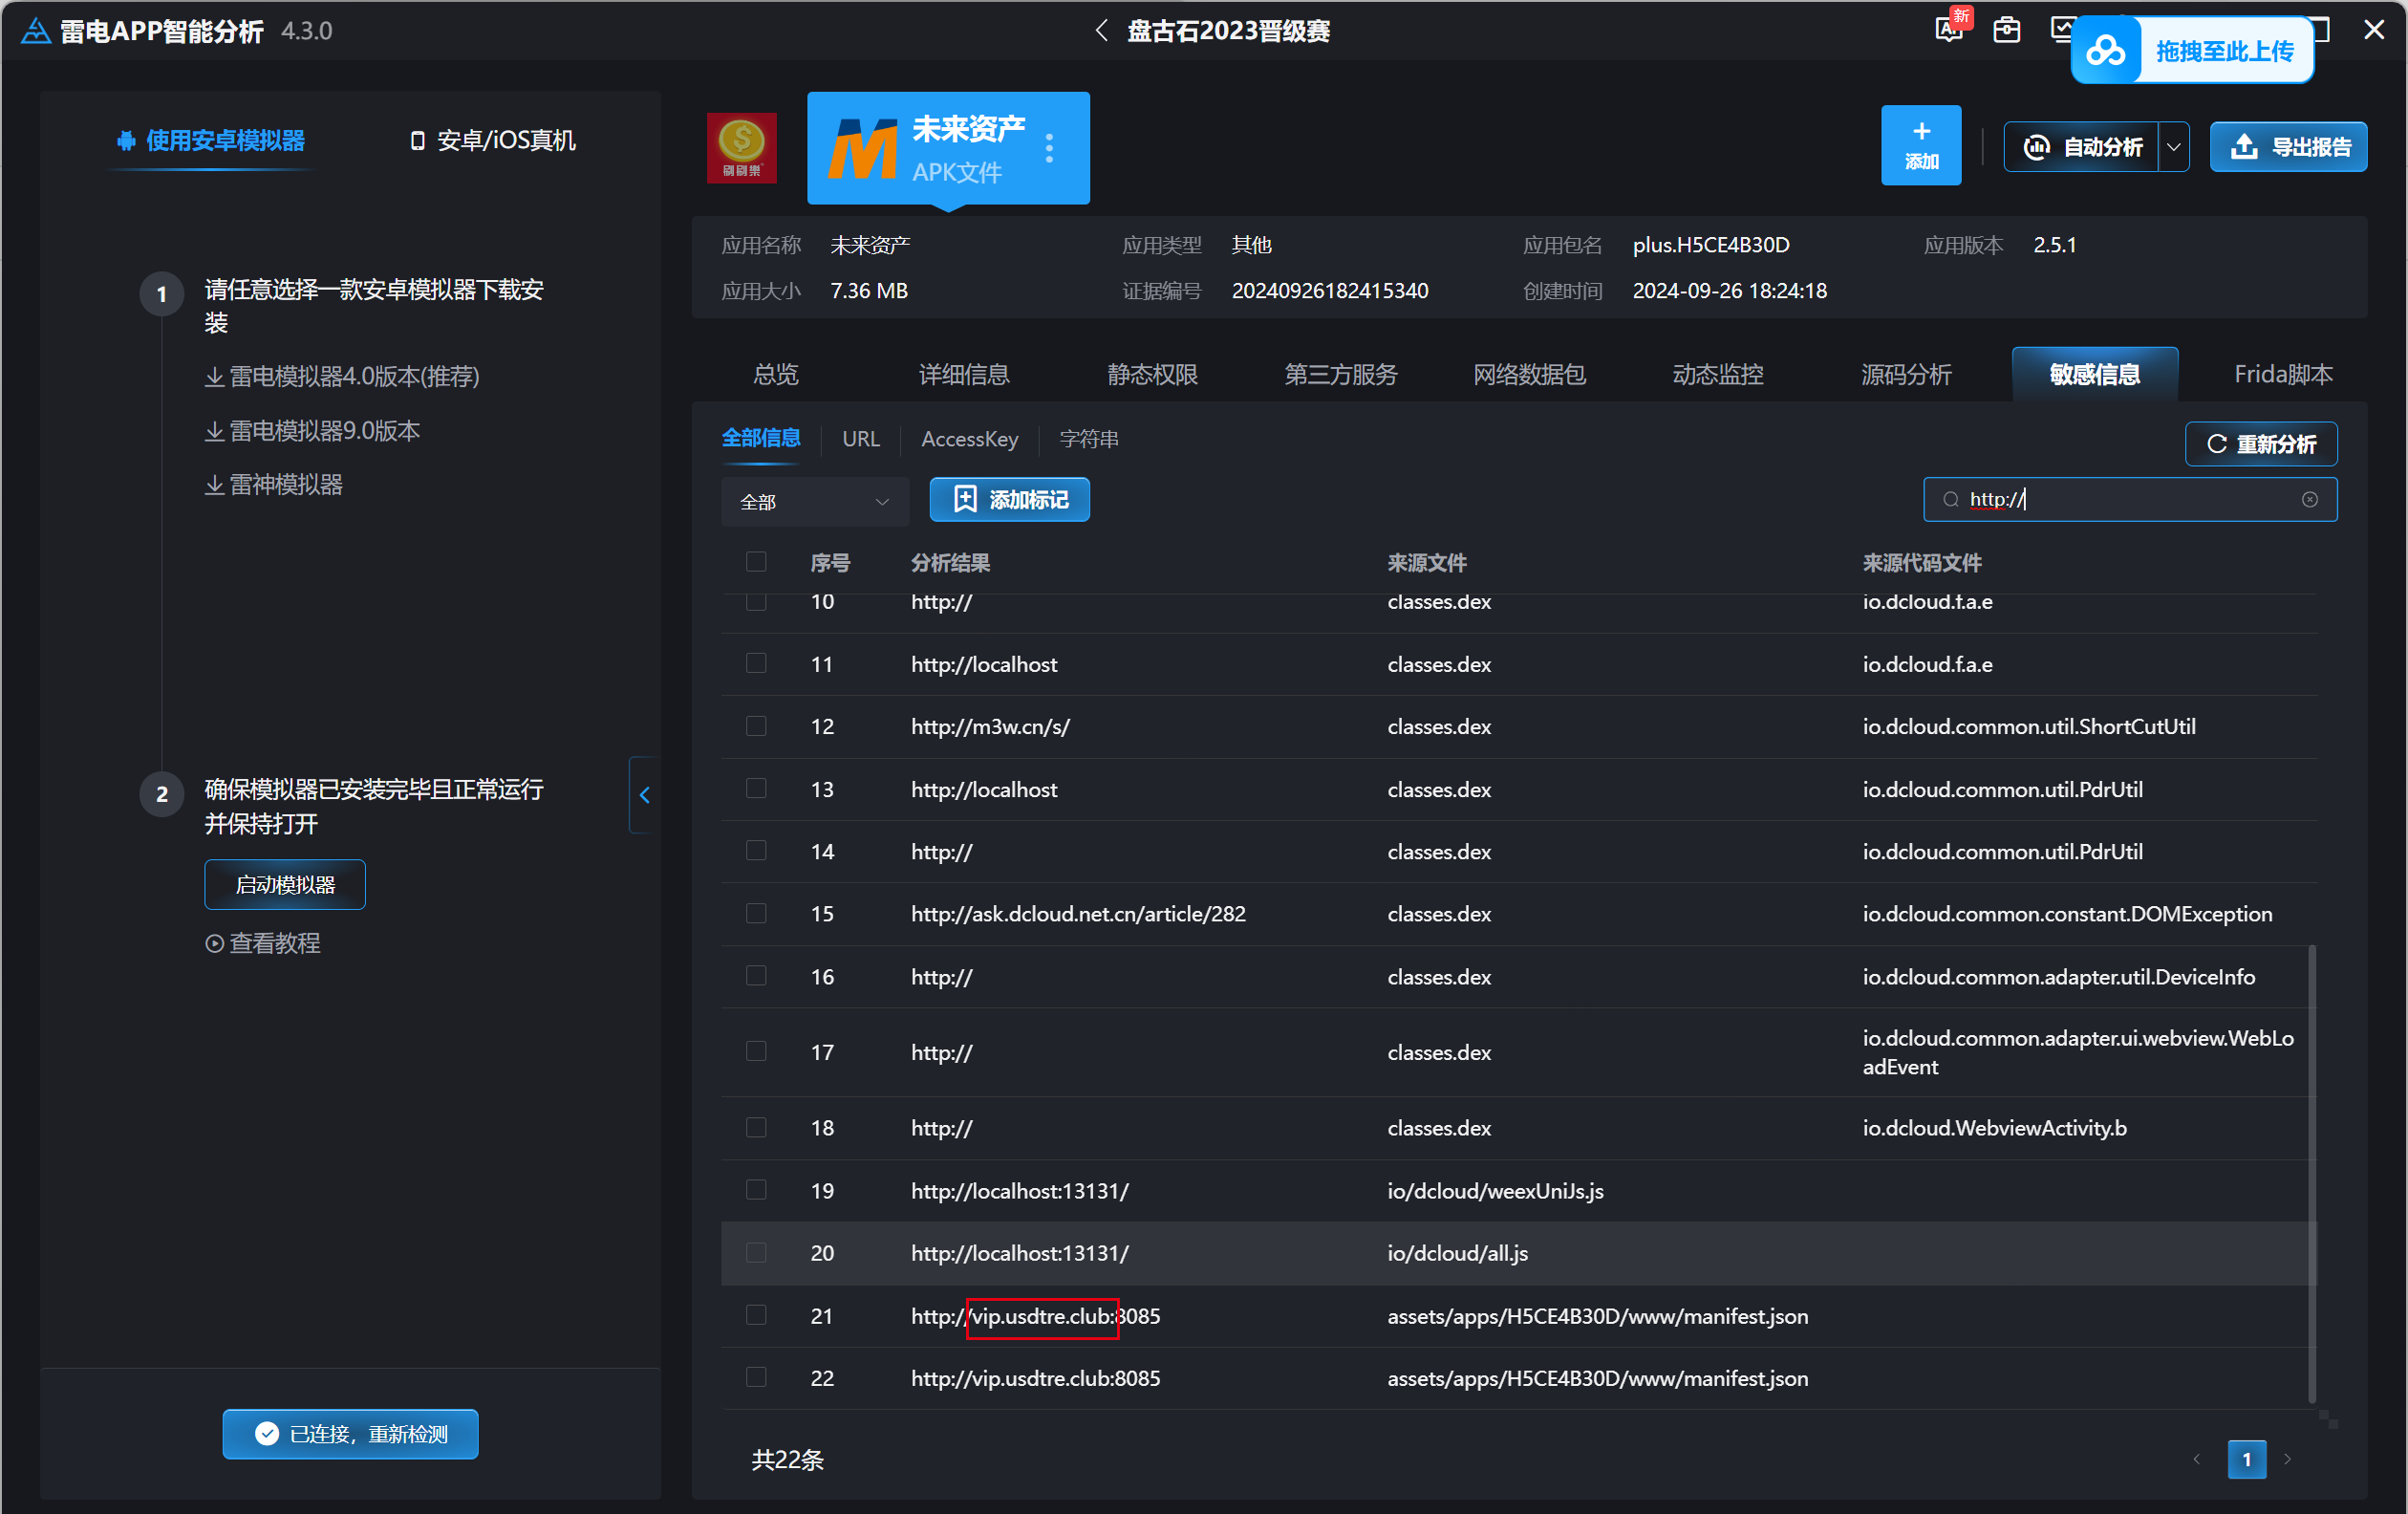 雷电APP智能分析 4.3.0
盘古石2023晋级赛
新
拖拽至此上传
使用安卓模拟器
安卓/iOS真机
1
请任意选择一款安卓模拟器下载安
装
雷电模拟器4.0版本(推荐)
雷电模拟器9.0版本
雷神模拟器
2
确保模拟器已安装完毕且正常运行
并保持打开
启动模拟器
查看教程
已连接，重新检测
刷刷樂
未来资产
APK文件
+
添加
自动分析
导出报告
应用名称 未来资产 应用类型 其他 应用包名 plus.H5CE4B30D 应用版本 2.5.1
应用大小 7.36 MB 证据编号 20240926182415340 创建时间 2024-09-26 18:24:18
总览 详细信息 静态权限 第三方服务 网络数据包 动态监控 源码分析 敏感信息 Frida脚本
全部信息 URL AccessKey 字符串
重新分析
全部 添加标记 http://
序号 分析结果 来源文件 来源代码文件
10 http:// classes.dex io.dcloud.f.a.e
11 http://localhost classes.dex io.dcloud.f.a.e
12 http://m3w.cn/s/ classes.dex io.dcloud.common.util.ShortCutUtil
13 http://localhost classes.dex io.dcloud.common.util.PdrUtil
14 http:// classes.dex io.dcloud.common.util.PdrUtil
15 http://ask.dcloud.net.cn/article/282 classes.dex io.dcloud.common.constant.DOMException
16 http:// classes.dex io.dcloud.common.adapter.util.DeviceInfo
17 http:// classes.dex io.dcloud.common.adapter.ui.webview.WebLo
adEvent
18 http:// classes.dex io.dcloud.WebviewActivity.b
19 http://localhost:13131/ io/dcloud/weexUniJs.js
20 http://localhost:13131/ io/dcloud/all.js
21 http://vip.usdtre.club:8085 assets/apps/H5CE4B30D/www/manifest.json
22 http://vip.usdtre.club:8085 assets/apps/H5CE4B30D/www/manifest.json
共22条
1